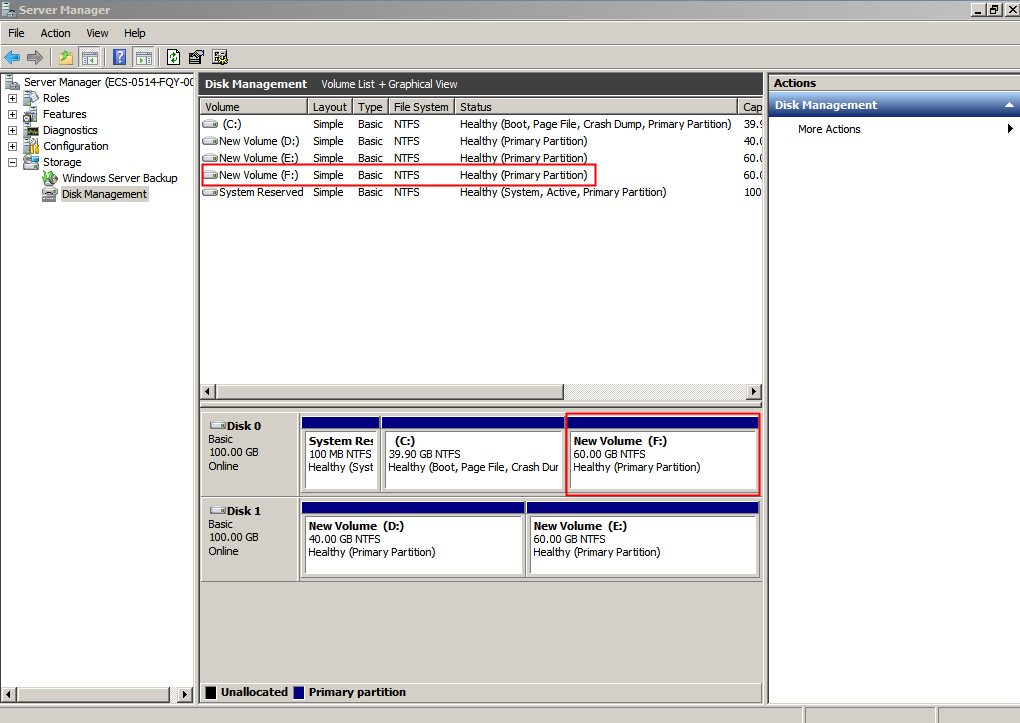 Server Manager
File Action View Help
Server Manager (ECS-0514-FQY-00
Roles
Features
Diagnostics
Configuration
Storage
Windows Server Backup
Disk Management
Disk Management Volume List + Graphical View
Volume Layout Type File System Status Cap
(C:) Simple Basic NTFS Healthy (Boot, Page File, Crash Dump, Primary Partition) 39.9
New Volume (D:) Simple Basic NTFS Healthy (Primary Partition) 40.0
New Volume (E:) Simple Basic NTFS Healthy (Primary Partition) 60.0
New Volume (F:) Simple Basic NTFS Healthy (Primary Partition) 60.0
System Reserved Simple Basic NTFS Healthy (System, Active, Primary Partition) 100
Disk 0
Basic
100.00 GB
Online
System Res
100 MB NTFS
Healthy (Syst
(C:)
39.90 GB NTFS
Healthy (Boot, Page File, Crash Dur
New Volume (F:)
60.00 GB NTFS
Healthy (Primary Partition)
Disk 1
Basic
100.00 GB
Online
New Volume (D:)
40.00 GB NTFS
Healthy (Primary Partition)
New Volume (E:)
60.00 GB NTFS
Healthy (Primary Partition)
Unallocated Primary partition
Actions
Disk Management
More Actions